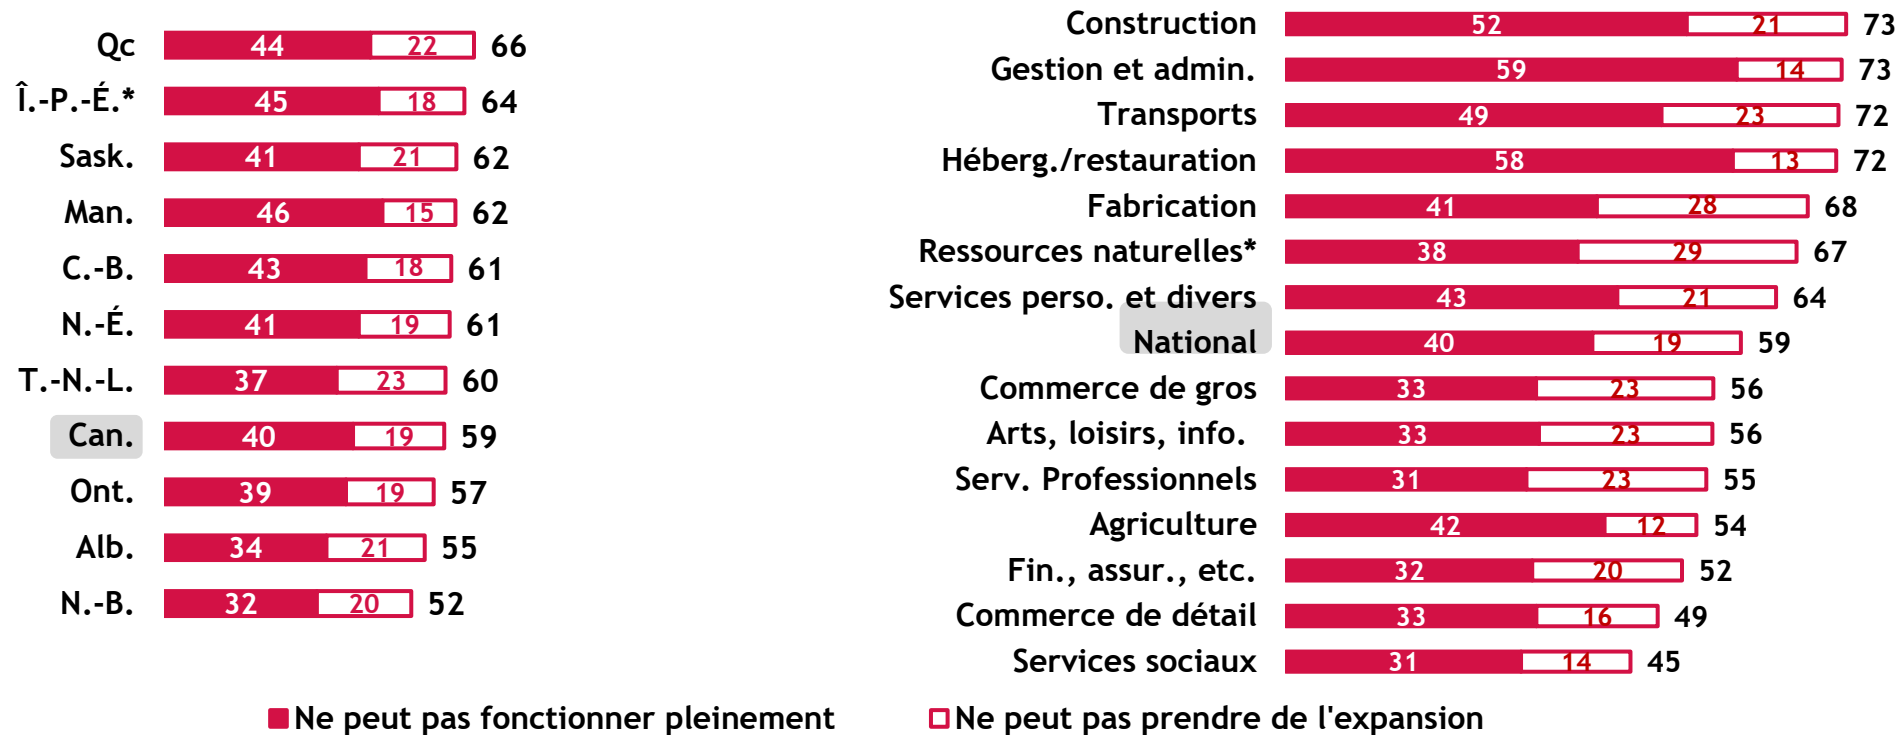 Qc 44 22 66
Î.-P.-É.* 45 18 64
Sask. 41 21 62
Man. 46 15 62
C.-B. 43 18 61
N.-É. 41 19 61
T.-N.-L. 37 23 60
Can. 40 19 59
Ont. 39 19 57
Alb. 34 21 55
N.-B. 32 20 52
Construction 52 21 73
Gestion et admin. 59 14 73
Transports 49 23 72
Héberg./restauration 58 13 72
Fabrication 41 28 68
Ressources naturelles* 38 29 67
Services perso. et divers 43 21 64
National 40 19 59
Commerce de gros 33 23 56
Arts, loisirs, info. 33 23 56
Serv. Professionnels 31 23 55
Agriculture 42 12 54
Fin., assur., etc. 32 20 52
Commerce de détail 33 16 49
Services sociaux 31 14 45
Ne peut pas fonctionner pleinement
Ne peut pas prendre de l'expansion